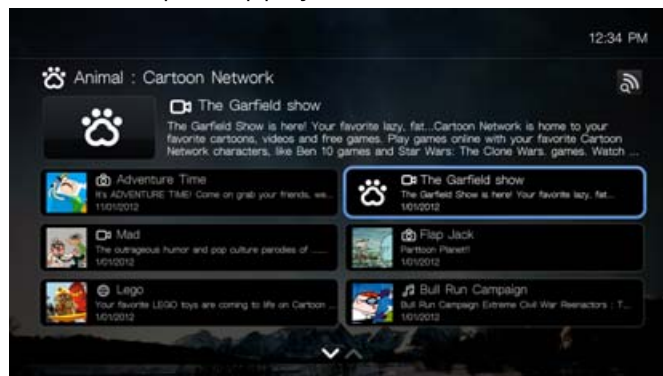 12:34 PM
Animal : Cartoon Network
The Garfield show
The Garfield Show is here! Your favorite lazy, fat...Cartoon Network is home to your
favorite cartoons, videos and free games. Play games online with your favorite Cartoon
Network characters, like Ben 10 games and Star Wars: The Clone Wars. games. Watch ...
Adventure Time
It's ADVENTURE TIME! Come on grab your friends, we...
11/01/2012
The Garfield show
The Garfield Show is here! Your favorite lazy, fat...
1/01/2012
Mad
The outrageous humor and pop culture parodies of ......
1/01/2012
Flap Jack
Parttoon Planet!!
1/01/2012
Lego
Your favorite LEGO toys are coming to life on Cartoon ...
1/01/2012
Bull Run Campaign
Bull Run Campaign Extreme Civil War Reenactors : T...
1/01/2012